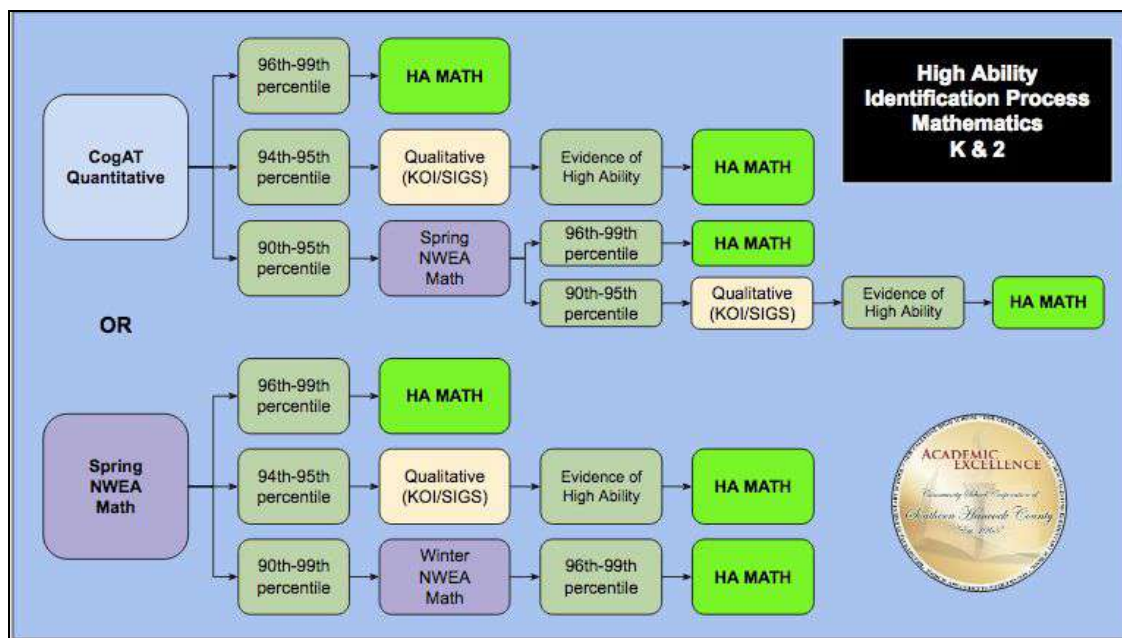 High Ability
Identification Process
Mathematics
K & 2
CogAT
Quantitative
96th-99th
percentile
HA MATH
94th-95th
percentile
Qualitative
(KOI/SIGS)
Evidence of
High Ability
HA MATH
90th-95th
percentile
Spring
NWEA
Math
96th-99th
percentile
HA MATH
90th-95th
percentile
Qualitative
(KOI/SIGS)
Evidence of
High Ability
HA MATH
OR
Spring
NWEA
Math
96th-99th
percentile
HA MATH
94th-95th
percentile
Qualitative
(KOI/SIGS)
Evidence of
High Ability
HA MATH
90th-99th
percentile
Winter
NWEA
Math
96th-99th
percentile
HA MATH
ACADEMIC
EXCELLENCE
Community School Corporation of
Southern Hancock County